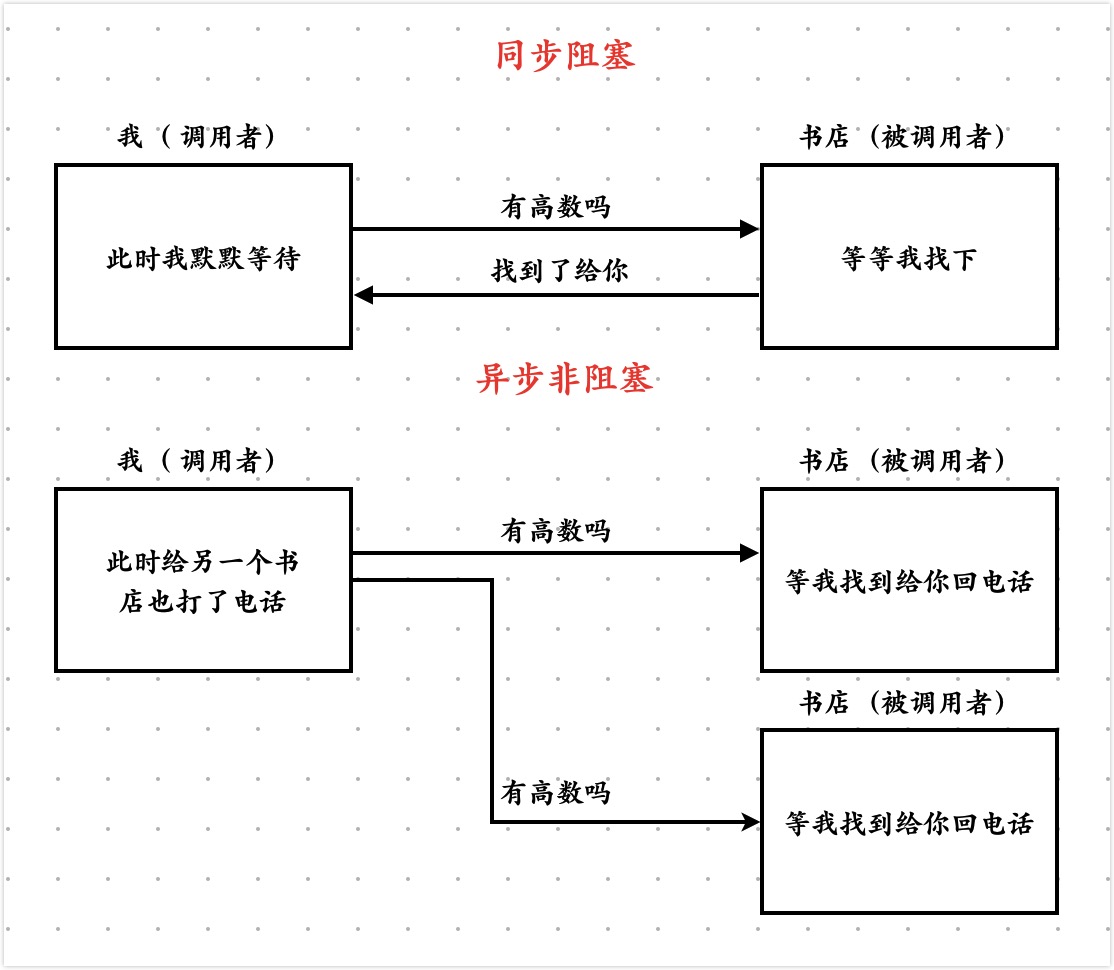 同步阻塞
我（调用者）
书店（被调用者）
有高数吗
此时我默默等待
等等我找下
找到了给你
异步非阻塞
我（调用者）
书店（被调用者）
有高数吗
此时给另一个书
店也打了电话
等我找到给你回电话
书店（被调用者）
有高数吗
等我找到给你回电话